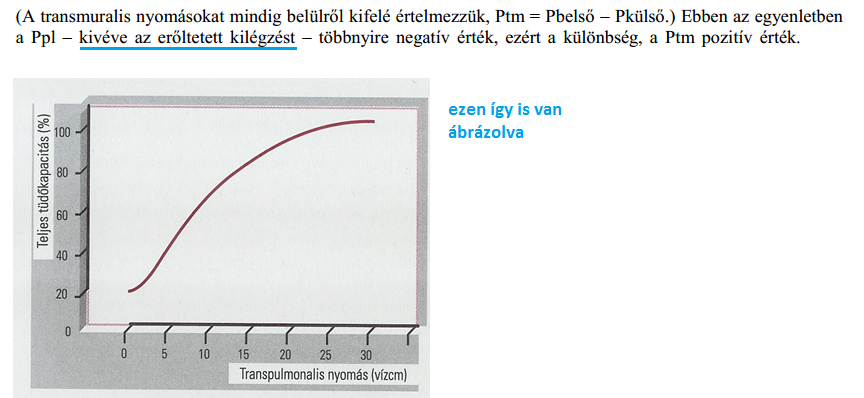 (A transmuralis nyomásokat mindig belülről kifelé értelmezzük, Ptm = Pbelső – Pkülső.) Ebben az egyenletben
a Ppl – kivéve az erőltetett kilégzést – többnyire negatív érték, ezért a különbség, a Ptm pozitív érték.
ezen így is van
ábrázolva
Teljes tüdőkapacitás (%)
100
80
60
40
20
0
0 5 10 15 20 25 30
Transpulmonalis nyomás (vízcm)